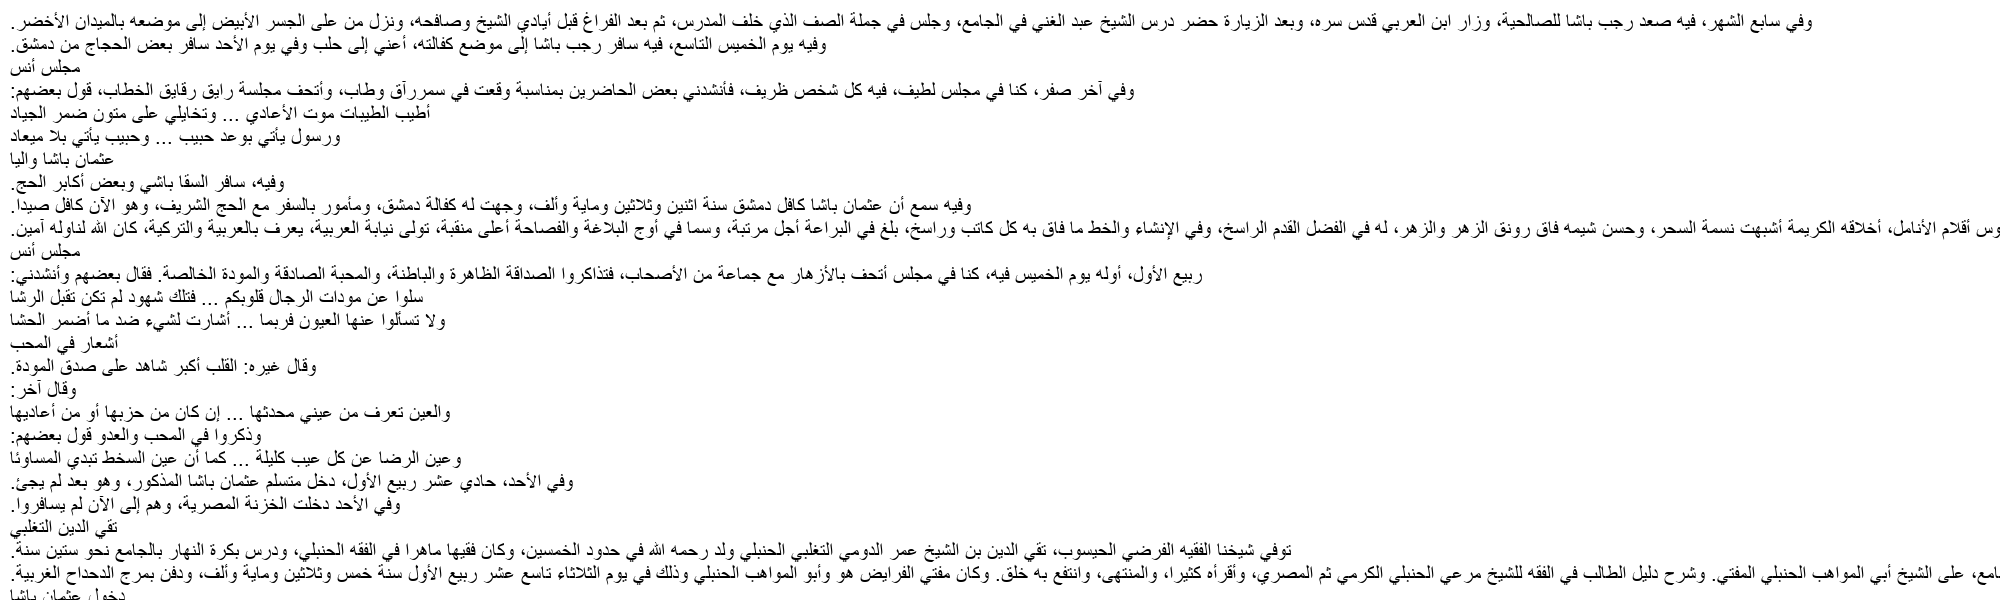 وفي سابع الشهر، فيه صعد رجب باشا للصالحية، وزار ابن العربي قدس سره، وبعد الزيارة حضر درس الشيخ عبد الغني في الجامع، وجلس في جملة الصف الذي خلف المدرس، ثم بعد الفراغ قبل أيادي الشيخ وصافحه، ونزل من على الجسر الأبيض إلى موضعه بالميدان الأخضر.
وفيه يوم الخميس التاسع، فيه سافر رجب باشا إلى موضع كفالته، أعني إلى حلب وفي يوم الأحد سافر بعض الحجاج من دمشق.
مجلس أنس
وفي آخر صفر، كنا في مجلس لطيف، فيه كل شخص ظريف، فأنشدني بعض الحاضرين بمناسبة وقعت في سمررآق وطاب، وأتحف مجلسة رايق رقايق الخطاب، قول بعضهم:
أطيب الطيبات موت الأعادي ... وتخايلي على متون ضمر الجياد
ورسول يأتي بوعد حبيب ... وحبيب يأتي بلا ميعاد
عثمان باشا واليا
وفيه، سافر السقا باشي وبعض أكابر الحج.
وفيه سمع أن عثمان باشا كافل دمشق سنة اثنين وثلاثين وماية وألف، وجهت له كفالة دمشق، ومأمور بالسفر مع الحج الشريف، وهو الآن كافل صيدا.
أقلام الأنامل، أخلاقه الكريمة أشبهت نسمة السحر، وحسن شيمه فاق رونق الزهر والزهر، له في الفضل القدم الراسخ، وفي الإنشاء والخط ما فاق به كل كاتب وراسخ، بلغ في البراعة أجل مرتبة، وسما في أوج البلاغة والفصاحة أعلى منقبة، تولى نيابة العربية، يعرف بالعربية والتركية، كان الله لناوله آمين.
مجلس أنس
ربيع الأول، أوله يوم الخميس فيه، كنا في مجلس أتحف بالأزهار مع جماعة من الأصحاب، فتذاكروا الصداقة الظاهرة والباطنة، والمحبة الصادقة والمودة الخالصة. فقال بعضهم وأنشدني:
سلوا عن مودات الرجال قلوبكم ... فتلك شهود لم تكن تقبل الرشا
ولا تسألوا عنها العيون فربما ... أشارت لشيء ضد ما أضمر الحشا
أشعار في المحب
وقال غيره: القلب أكبر شاهد على صدق المودة.
وقال آخر:
والعين تعرف من عيني محدثها ... إن كان من حزبها أو من أعاديها
وذكروا في المحب والعدو قول بعضهم:
وعين الرضا عن كل عيب كليلة ... كما أن عين السخط تبدي المساوئا
وفي الأحد، حادي عشر ربيع الأول، دخل متسلم عثمان باشا المذكور، وهو بعد لم يجئ.
وفي الأحد دخلت الخزنة المصرية، وهم إلى الآن لم يسافروا.
تقي الدين التغلبي
توفي شيخنا الفقيه الفرضي الحيسوب، تقي الدين بن الشيخ عمر الدومي التغلبي الحنبلي ولد رحمه الله في حدود الخمسين، وكان فقيها ماهرا في الفقه الحنبلي، ودرس بكرة النهار بالجامع نحو ستين سنة.
على الشيخ أبي المواهب الحنبلي المفتي. وشرح دليل الطالب في الفقه للشيخ مرعي الحنبلي الكرمي ثم المصري، وأقرأه كثيرا، والمنتهى، وانتفع به خلق. وكان مفتي الفرايض هو وأبو المواهب الحنبلي وذلك في يوم الثلاثاء تاسع عشر ربيع الأول سنة خمس وثلاثين وماية وألف، ودفن بمرج الدحداح الغربية.
دخول عثمان باشا